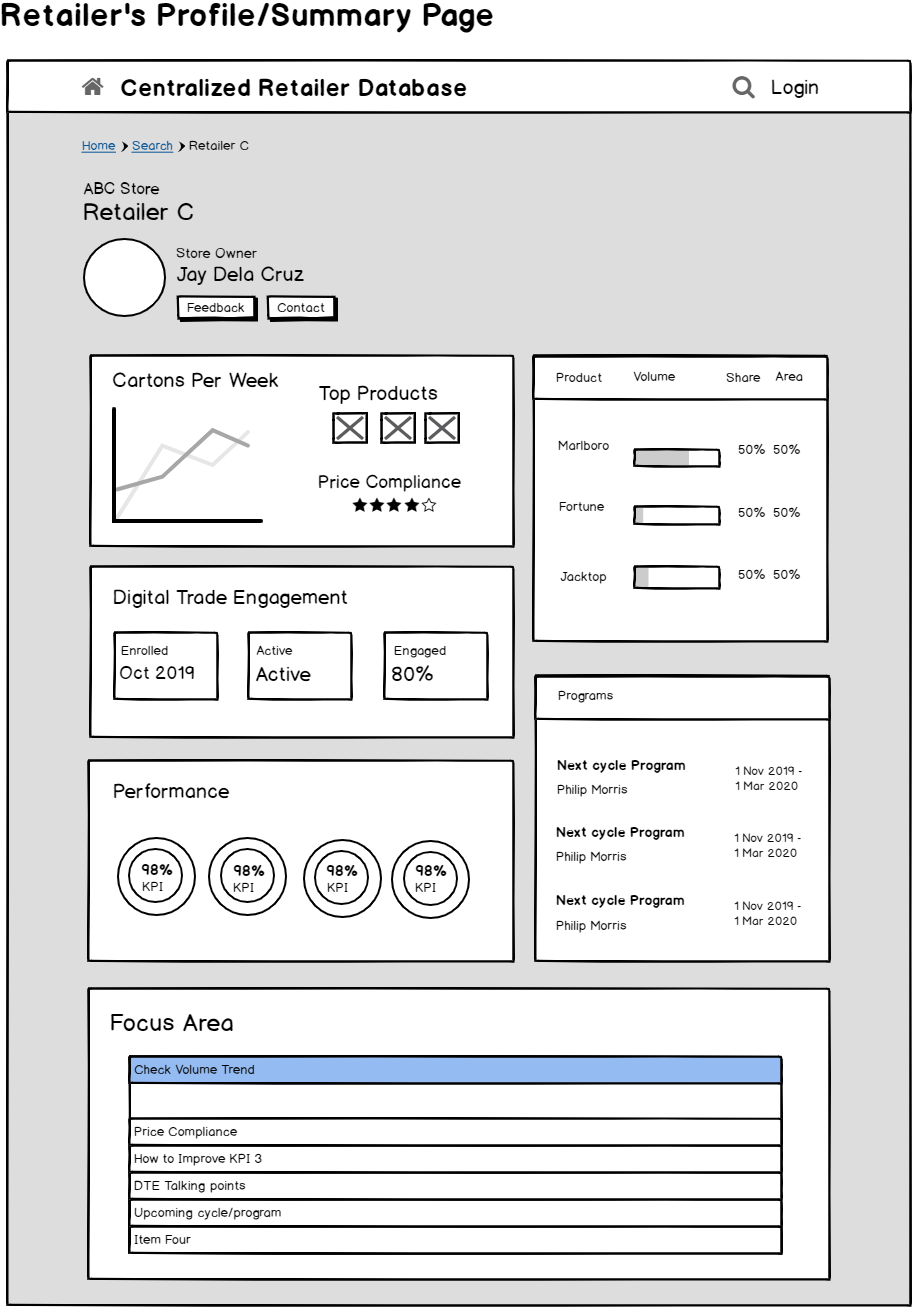 Retailer's Profile/Summary Page
Centralized Retailer Database
Login
Home ❯ Search ❯ Retailer C
ABC Store
Retailer C
Store Owner
Jay Dela Cruz
Feedback Contact
Cartons Per Week
Top Products
Price Compliance
★★★★☆
Product Volume Share Area
Marlboro 50% 50%
Fortune 50% 50%
Jacktop 50% 50%
Digital Trade Engagement
Enrolled
Oct 2019
Active
Active
Engaged
80%
Programs
Next cycle Program
Philip Morris
1 Nov 2019 -
1 Mar 2020
Next cycle Program
Philip Morris
1 Nov 2019 -
1 Mar 2020
Next cycle Program
Philip Morris
1 Nov 2019 -
1 Mar 2020
Performance
98%
KPI
98%
KPI
98%
KPI
98%
KPI
Focus Area
Check Volume Trend
Price Compliance
How to Improve KPI 3
DTE Talking points
Upcoming cycle/program
Item Four